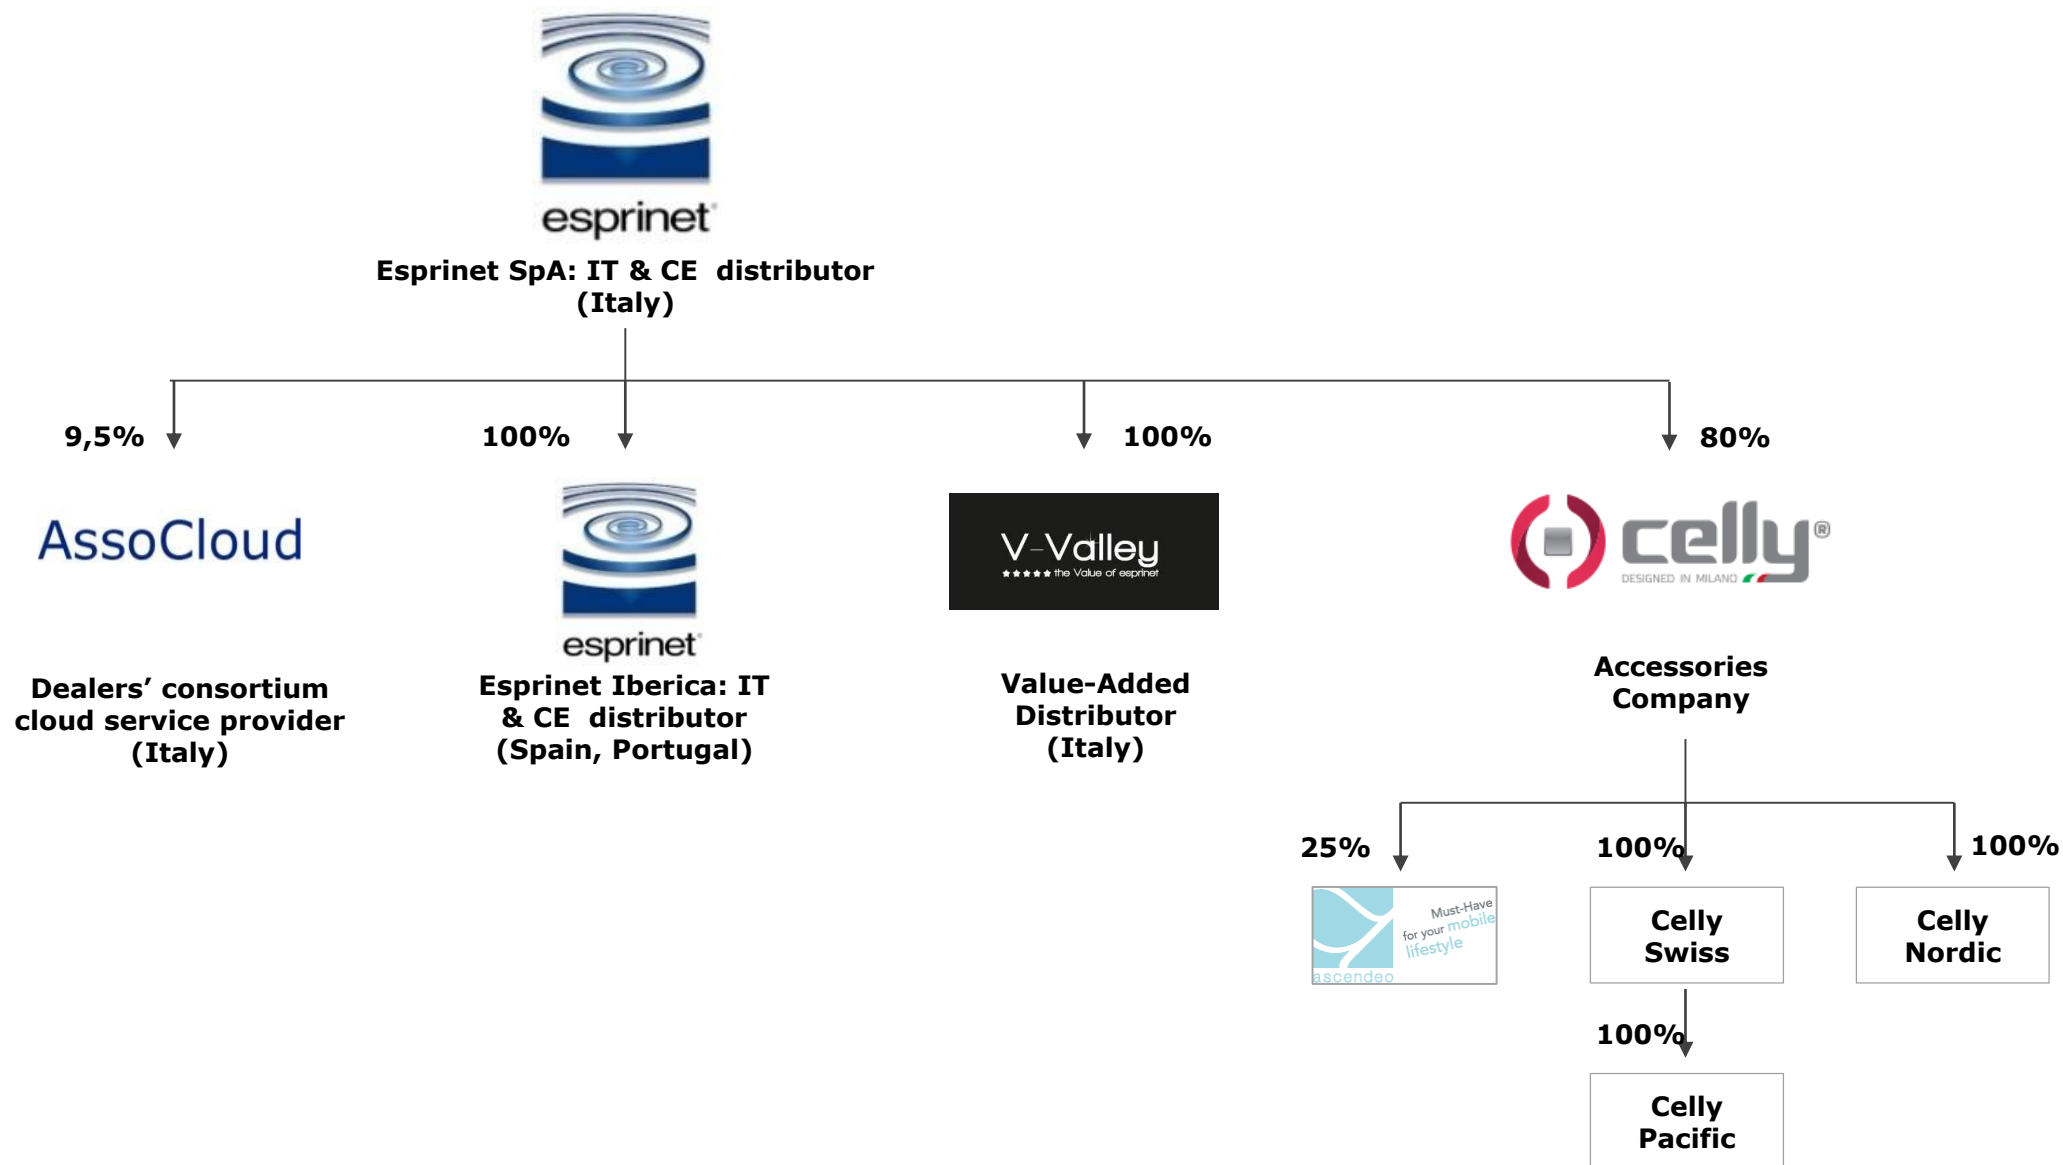 esprinet
Esprinet SpA: IT & CE distributor
(Italy)
9,5%
100%
100%
80%
AssoCloud
Dealers’ consortium
cloud service provider
(Italy)
esprinet
Esprinet Iberica: IT
& CE distributor
(Spain, Portugal)
V-Valley
★★★★★ the Value of esprinet
Value-Added
Distributor
(Italy)
celly®
DESIGNED IN MILANO
Accessories
Company
25%
100%
100%
Must-Have
for your mobile
lifestyle
ascendeo
Celly
Swiss
Celly
Nordic
100%
Celly
Pacific